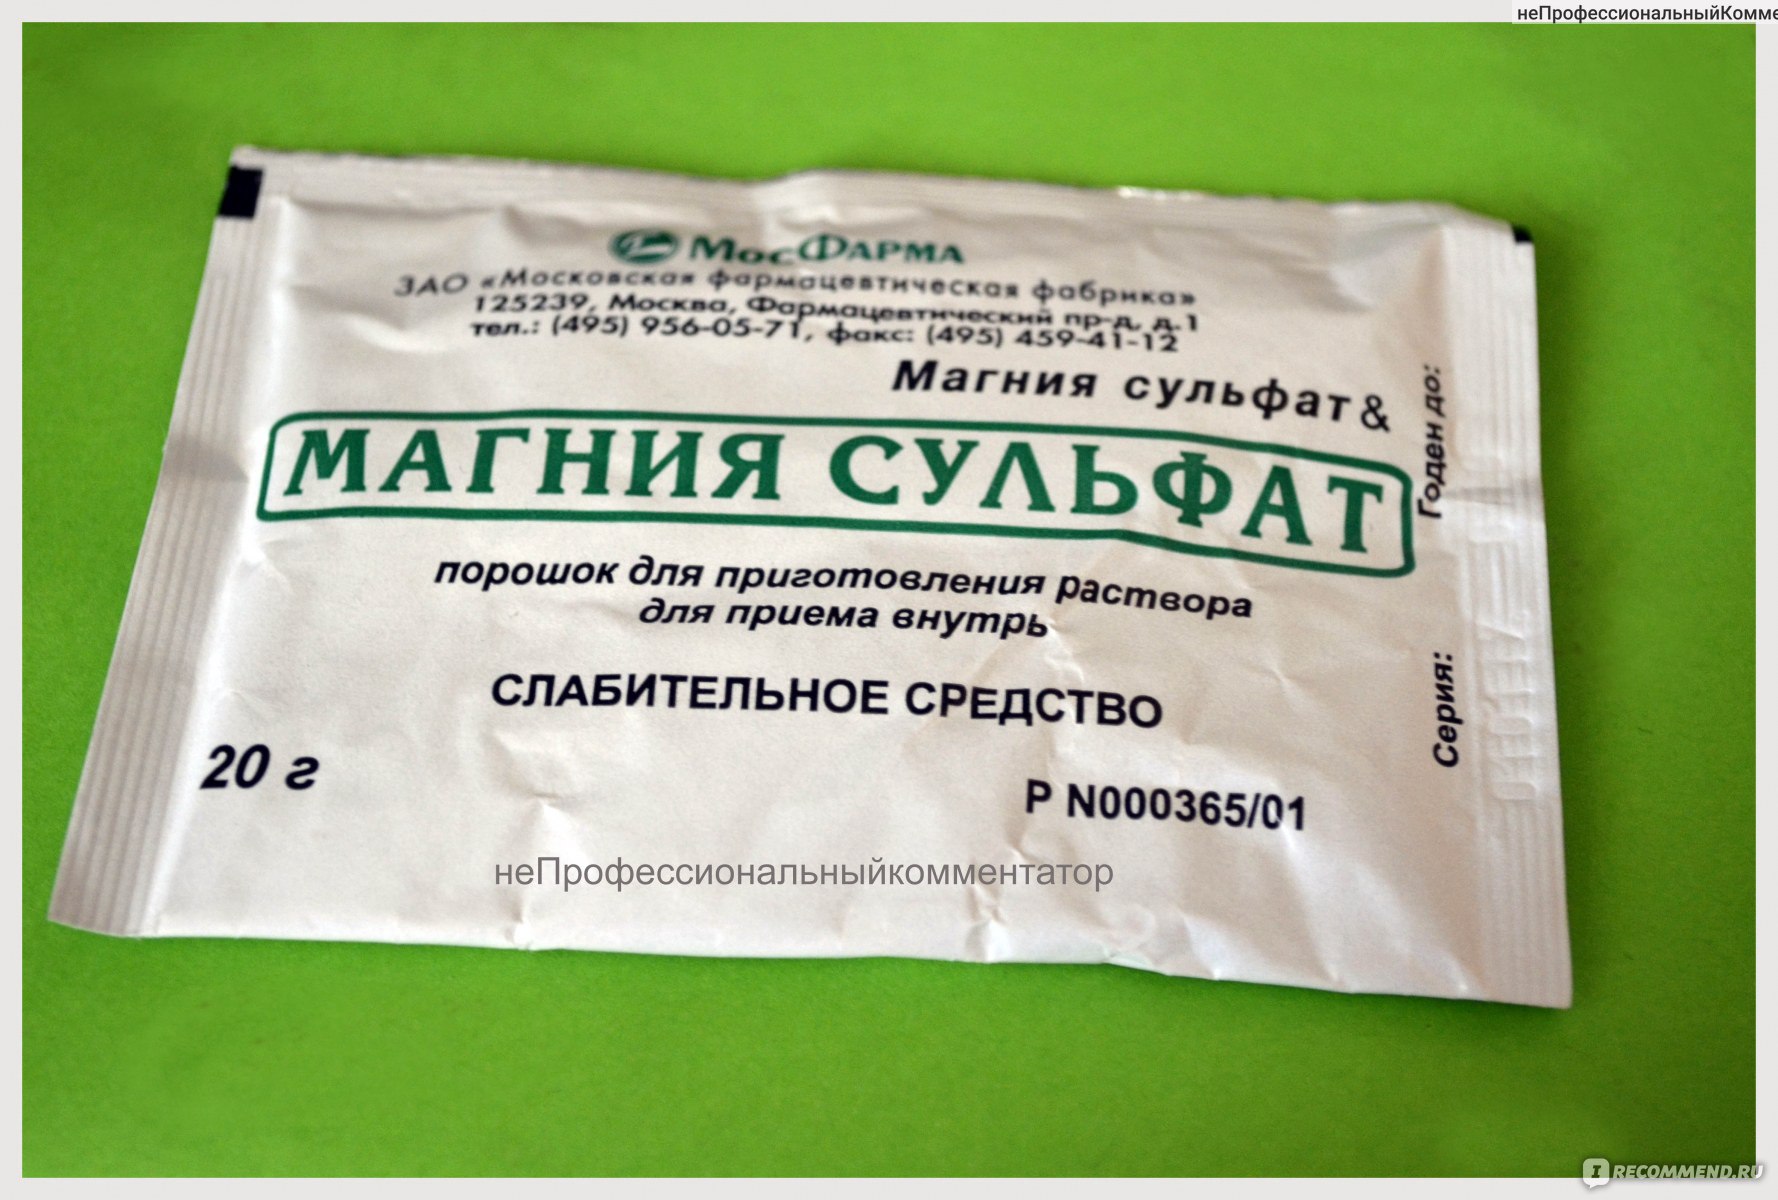 неПрофессиональныйКомме
МосФарма
ЗАО «Московская фармацевтическая фабрика»
125239, Москва, Фармацевтический пр-д, д.1
тел.: (495) 956-05-71, факс: (495) 459-41-12
Магния сульфат &
МАГНИЯ СУЛЬФАТ
порошок для приготовления раствора
для приема внутрь
СЛАБИТЕЛЬНОЕ СРЕДСТВО
20 г
Р N000365/01
Годен до:
Серия:
неПрофессиональныйкомментатор
IRECOMMEND.RU